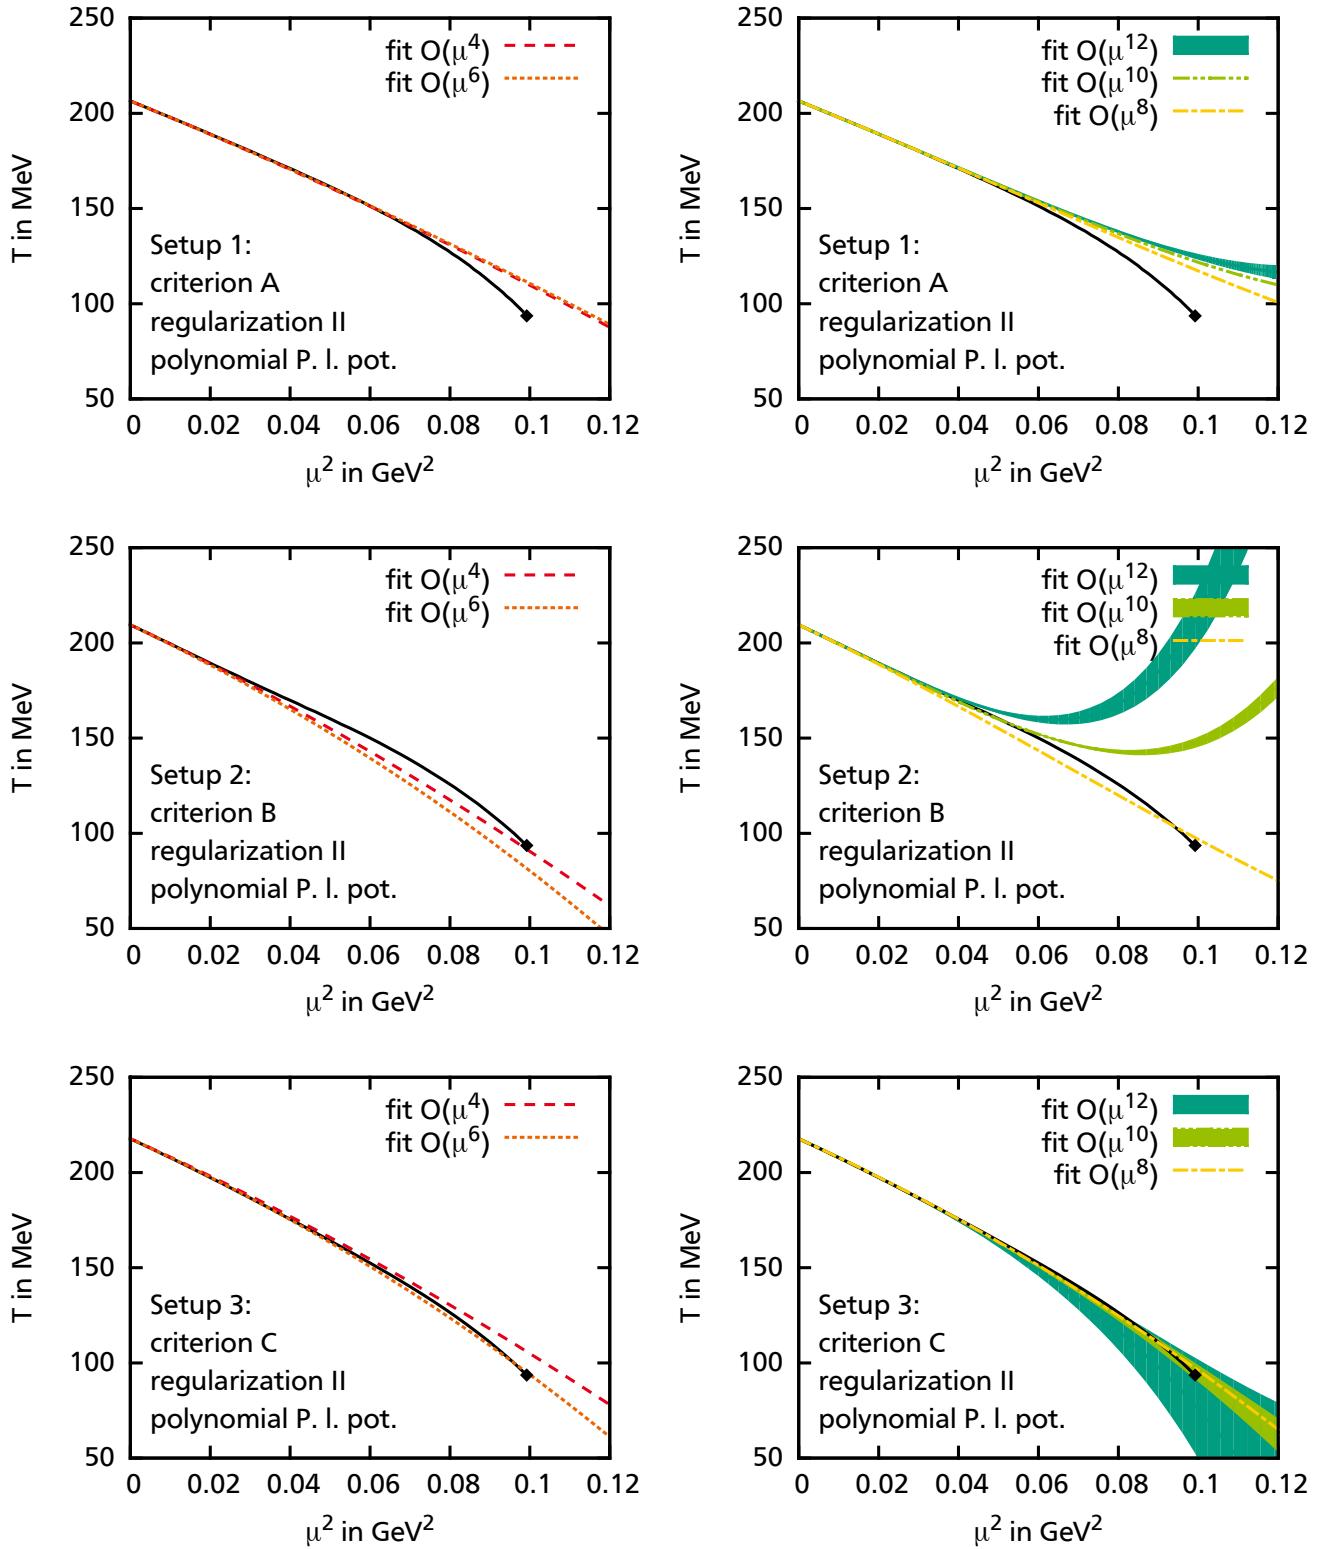 250
200
150
100
50
T in MeV
fit O(μ⁴)
fit O(μ⁶)
Setup 1:
criterion A
regularization II
polynomial P. l. pot.
0 0.02 0.04 0.06 0.08 0.1 0.12
μ² in GeV²
250
200
150
100
50
T in MeV
fit O(μ¹²)
fit O(μ¹⁰)
fit O(μ⁸)
Setup 1:
criterion A
regularization II
polynomial P. l. pot.
0 0.02 0.04 0.06 0.08 0.1 0.12
μ² in GeV²
250
200
150
100
50
T in MeV
fit O(μ⁴)
fit O(μ⁶)
Setup 2:
criterion B
regularization II
polynomial P. l. pot.
0 0.02 0.04 0.06 0.08 0.1 0.12
μ² in GeV²
250
200
150
100
50
T in MeV
fit O(μ¹²)
fit O(μ¹⁰)
fit O(μ⁸)
Setup 2:
criterion B
regularization II
polynomial P. l. pot.
0 0.02 0.04 0.06 0.08 0.1 0.12
μ² in GeV²
250
200
150
100
50
T in MeV
fit O(μ⁴)
fit O(μ⁶)
Setup 3:
criterion C
regularization II
polynomial P. l. pot.
0 0.02 0.04 0.06 0.08 0.1 0.12
μ² in GeV²
250
200
150
100
50
T in MeV
fit O(μ¹²)
fit O(μ¹⁰)
fit O(μ⁸)
Setup 3:
criterion C
regularization II
polynomial P. l. pot.
0 0.02 0.04 0.06 0.08 0.1 0.12
μ² in GeV²